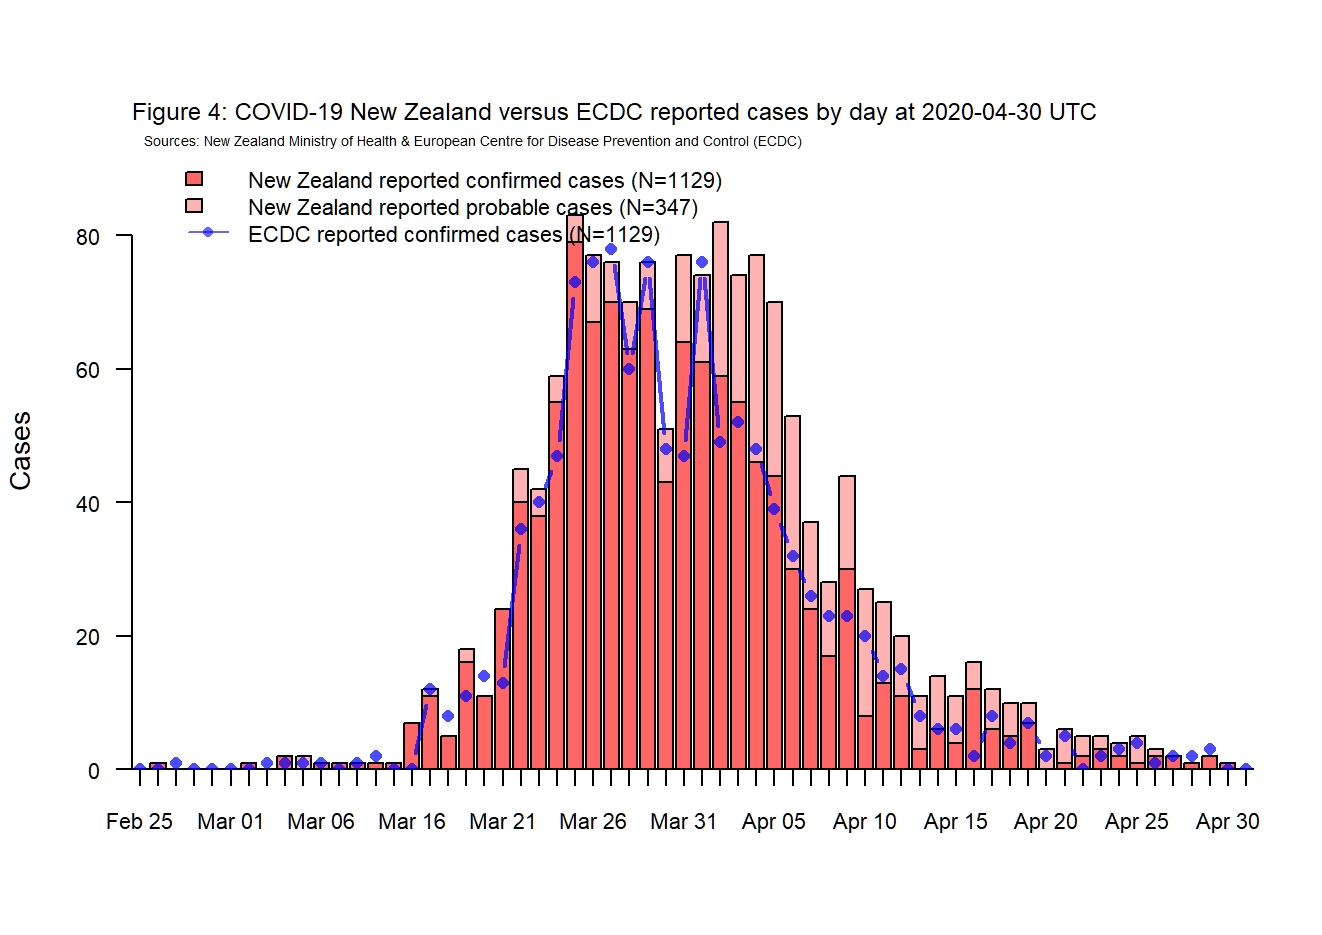 Figure 4: COVID-19 New Zealand versus ECDC reported cases by day at 2020-04-30 UTC
Sources: New Zealand Ministry of Health & European Centre for Disease Prevention and Control (ECDC)
New Zealand reported confirmed cases (N=1129)
New Zealand reported probable cases (N=347)
ECDC reported confirmed cases (N=1129)
Cases
80
60
40
20
0
Feb 25 Mar 01 Mar 06 Mar 16 Mar 21 Mar 26 Mar 31 Apr 05 Apr 10 Apr 15 Apr 20 Apr 25 Apr 30